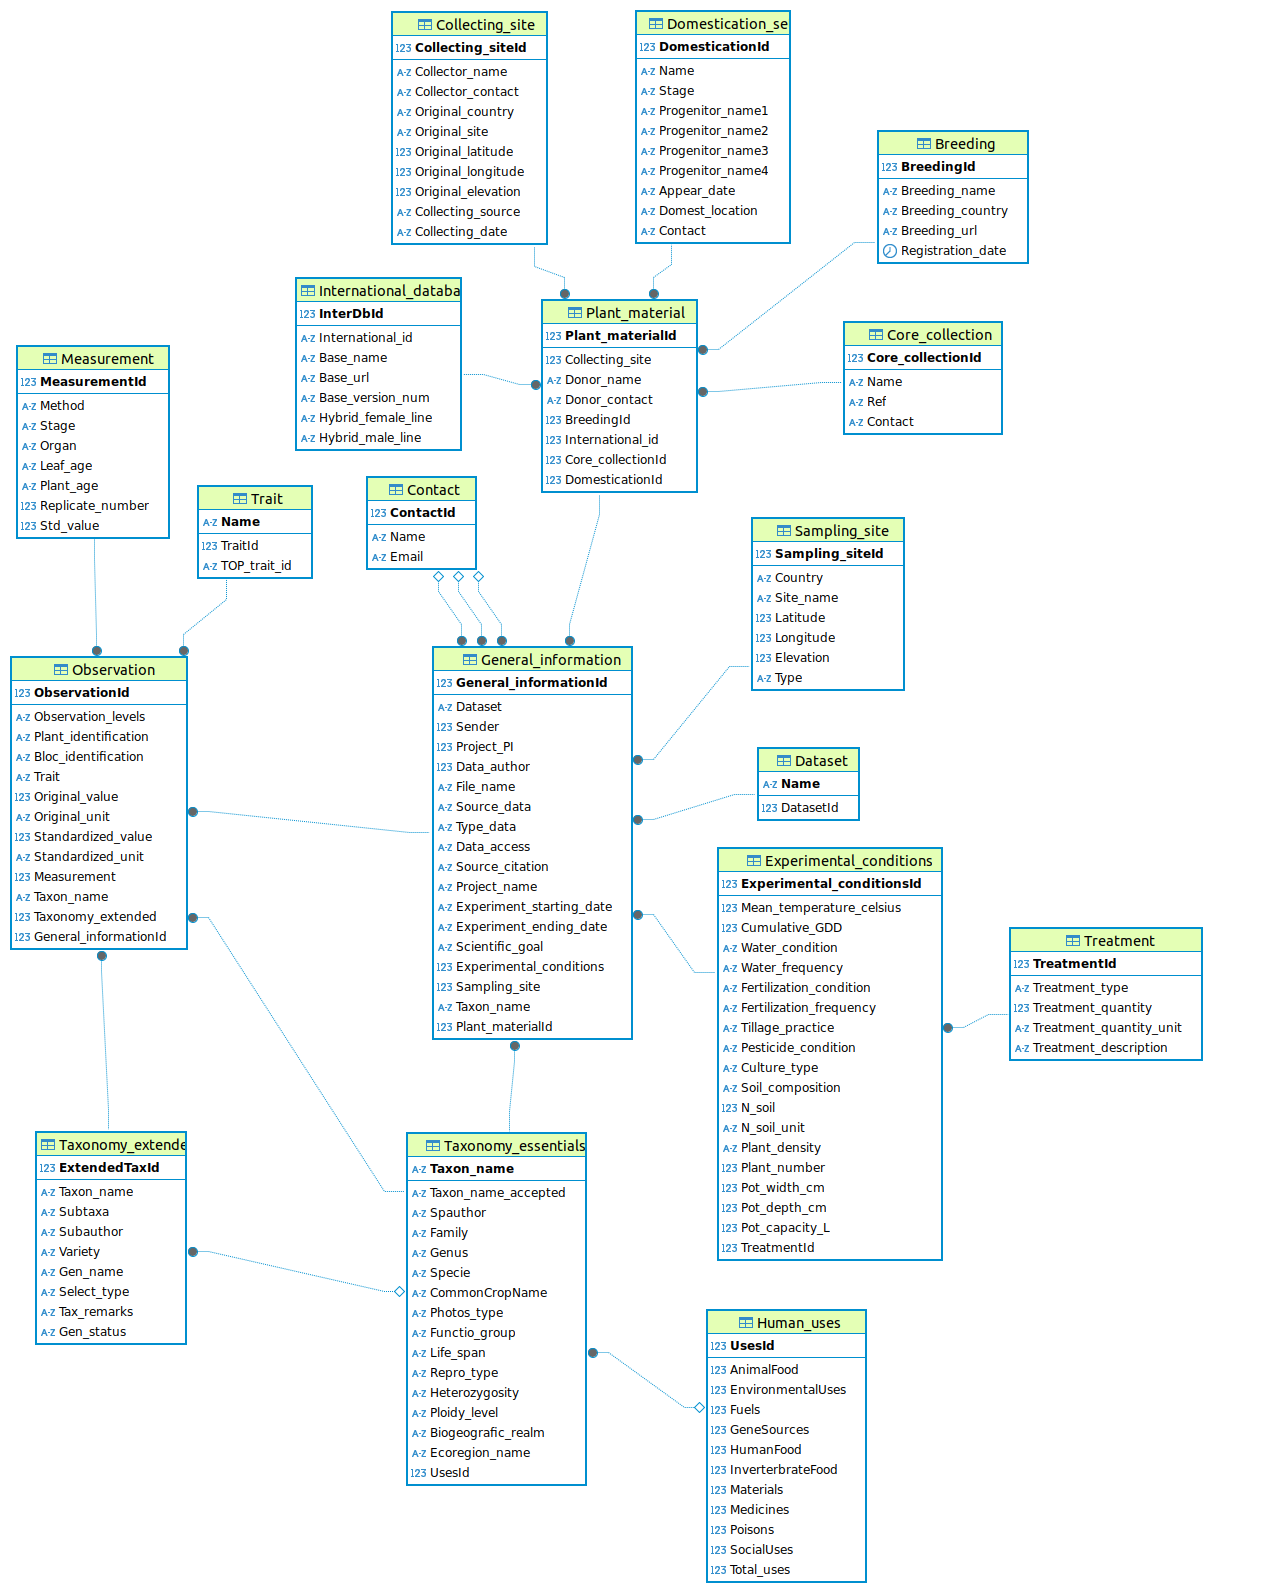 Collecting_site
123 Collecting_siteId
A-Z Collector_name
A-Z Collector_contact
A-Z Original_country
A-Z Original_site
123 Original_latitude
123 Original_longitude
123 Original_elevation
A-Z Collecting_source
A-Z Collecting_date
Domestication_se
123 DomesticationId
A-Z Name
A-Z Stage
A-Z Progenitor_name1
A-Z Progenitor_name2
A-Z Progenitor_name3
A-Z Progenitor_name4
A-Z Appear_date
A-Z Domest_location
A-Z Contact
Breeding
123 BreedingId
A-Z Breeding_name
A-Z Breeding_country
A-Z Breeding_url
Registration_date
International_databa
123 InterDbId
A-Z International_id
A-Z Base_name
A-Z Base_url
A-Z Base_version_num
A-Z Hybrid_female_line
A-Z Hybrid_male_line
Plant_material
123 Plant_materialId
123 Collecting_site
A-Z Donor_name
A-Z Donor_contact
123 BreedingId
123 International_id
123 Core_collectionId
123 DomesticationId
Core_collection
123 Core_collectionId
A-Z Name
A-Z Ref
A-Z Contact
Measurement
123 MeasurementId
A-Z Method
A-Z Stage
A-Z Organ
A-Z Leaf_age
A-Z Plant_age
123 Replicate_number
123 Std_value
Trait
A-Z Name
123 TraitId
A-Z TOP_trait_id
Contact
123 ContactId
A-Z Name
A-Z Email
Sampling_site
123 Sampling_siteId
A-Z Country
A-Z Site_name
123 Latitude
123 Longitude
123 Elevation
A-Z Type
Observation
123 ObservationId
A-Z Observation_levels
A-Z Plant_identification
A-Z Bloc_identification
A-Z Trait
123 Original_value
A-Z Original_unit
123 Standardized_value
A-Z Standardized_unit
123 Measurement
A-Z Taxon_name
123 Taxonomy_extended
123 General_informationId
General_information
123 General_informationId
A-Z Dataset
123 Sender
123 Project_PI
123 Data_author
A-Z File_name
A-Z Source_data
A-Z Type_data
A-Z Data_access
A-Z Source_citation
A-Z Project_name
A-Z Experiment_starting_date
A-Z Experiment_ending_date
A-Z Scientific_goal
123 Experimental_conditions
123 Sampling_site
A-Z Taxon_name
123 Plant_materialId
Dataset
A-Z Name
123 DatasetId
Experimental_conditions
123 Experimental_conditionsId
123 Mean_temperature_celsius
123 Cumulative_GDD
A-Z Water_condition
A-Z Water_frequency
A-Z Fertilization_condition
A-Z Fertilization_frequency
A-Z Tillage_practice
A-Z Pesticide_condition
A-Z Culture_type
A-Z Soil_composition
123 N_soil
A-Z N_soil_unit
123 Plant_density
123 Plant_number
123 Pot_width_cm
123 Pot_depth_cm
123 Pot_capacity_L
123 TreatmentId
Treatment
123 TreatmentId
A-Z Treatment_type
123 Treatment_quantity
A-Z Treatment_quantity_unit
A-Z Treatment_description
Taxonomy_extende
123 ExtendedTaxId
A-Z Taxon_name
A-Z Subtaxa
A-Z Subauthor
A-Z Variety
A-Z Gen_name
A-Z Select_type
A-Z Tax_remarks
A-Z Gen_status
Taxonomy_essentials
A-Z Taxon_name
A-Z Taxon_name_accepted
A-Z Spauthor
A-Z Family
A-Z Genus
A-Z Specie
A-Z CommonCropName
A-Z Photos_type
A-Z Functio_group
A-Z Life_span
A-Z Repro_type
A-Z Heterozygosity
A-Z Ploidy_level
A-Z Biogeografic_realm
A-Z Ecoregion_name
123 UsesId
Human_uses
123 UsesId
123 AnimalFood
123 EnvironmentalUses
123 Fuels
123 GeneSources
123 HumanFood
123 InverterbrateFood
123 Materials
123 Medicines
123 Poisons
123 SocialUses
123 Total_uses